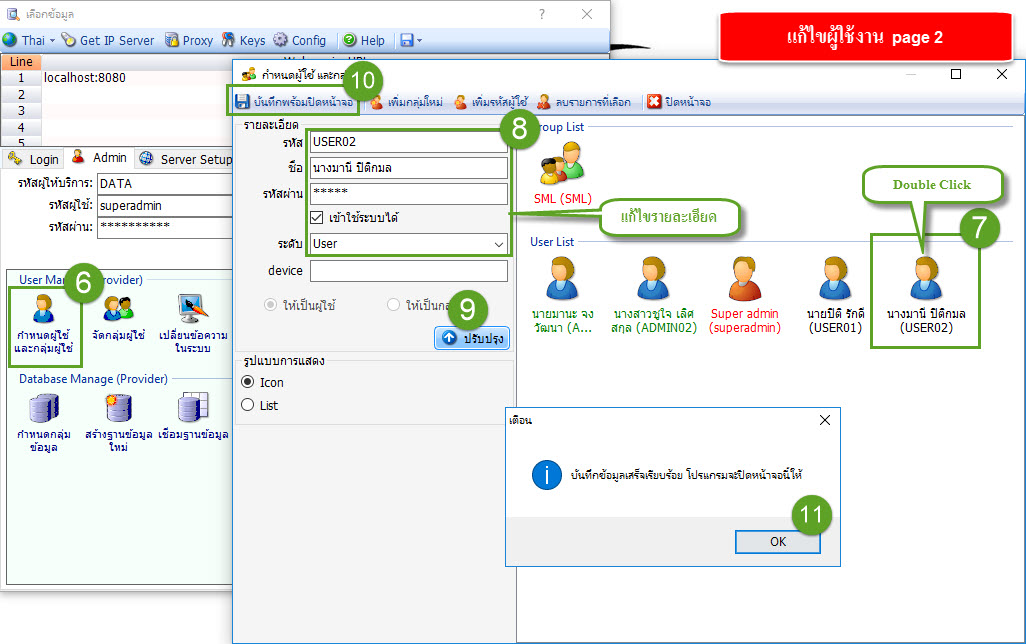 เลือกข้อมูล
แก้ไขผู้ใช้งาน page 2
Thai Get IP Server Proxy Keys Config Help
Line
1 localhost:8080
2
3
4
5
กำหนดผู้ใช้
10
บันทึกพร้อมปิดหน้าจอ เพิ่มกลุ่มใหม่ เพิ่มรหัสผู้ใช้ ลบรายการที่เลือก ปิดหน้าจอ
Login Admin Server Setup
รหัสผู้ให้บริการ: DATA
รหัสผู้ใช้: superadmin
รหัสผ่าน: **********
6
กำหนดผู้ใช้
และกลุ่มผู้ใช้
จัดกลุ่มผู้ใช้
เปลี่ยนข้อความ
ในระบบ
Database Manage (Provider)
กำหนดกลุ่ม
ข้อมูล
สร้างฐานข้อมูล
ใหม่
เชื่อมฐานข้อมูล
รายละเอียด
8
รหัส USER02
ชื่อ นางมานี ปิติกมล
รหัสผ่าน *****
เข้าใช้ระบบได้
ระดับ User
device
ให้เป็นผู้ใช้
9
ปรับปรุง
แก้ไขรายละเอียด
รูปแบบการแสดง
Icon
List
List
SML (SML)
Double Click
7
User List
นายมานะ จง
วัฒนา (A...
นางสาวชูใจ เลิศ
สกุล (ADMIN02)
Super admin
(superadmin)
นายปิติ รักดี
(USER01)
นางมานี ปิติกมล
(USER02)
เตือน
บันทึกข้อมูลเสร็จเรียบร้อย โปรแกรมจะปิดหน้าจอนี้ให้
11
OK